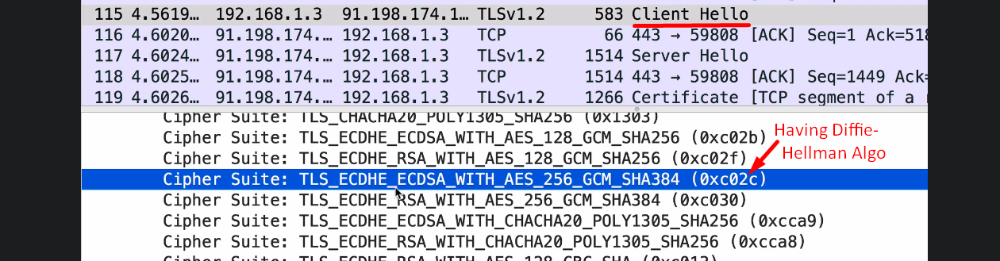 115 4.5619… 192.168.1.3 91.198.174.1… TLSv1.2 583 Client Hello
116 4.6020… 91.198.174.… 192.168.1.3 TCP 66 443 → 59808 [ACK] Seq=1 Ack=518
117 4.6024… 91.198.174.… 192.168.1.3 TLSv1.2 1514 Server Hello
118 4.6025… 91.198.174.… 192.168.1.3 TCP 1514 443 → 59808 [ACK] Seq=1449 Ack=
119 4.6026… 91.198.174.… 192.168.1.3 TLSv1.2 1266 Certificate [TCP segment of a
Cipher Suite: TLS_CHACHA20_POLY1305_SHA256 (0x1303)
Having Diffie-
Hellman Algo
Cipher Suite: TLS_ECDHE_ECDSA_WITH_AES_128_GCM_SHA256 (0xc02b)
Cipher Suite: TLS_ECDHE_RSA_WITH_AES_128_GCM_SHA256 (0xc02f)
Cipher Suite: TLS_ECDHE_ECDSA_WITH_AES_256_GCM_SHA384 (0xc02c)
Cipher Suite: TLS_ECDHE_RSA_WITH_AES_256_GCM_SHA384 (0xc030)
Cipher Suite: TLS_ECDHE_ECDSA_WITH_CHACHA20_POLY1305_SHA256 (0xcca9)
Cipher Suite: TLS_ECDHE_RSA_WITH_CHACHA20_POLY1305_SHA256 (0xcca8)
Cipher Suite: TLS_ECDHE_RSA_WITH_AES_128_CBC_SHA (0xc013)